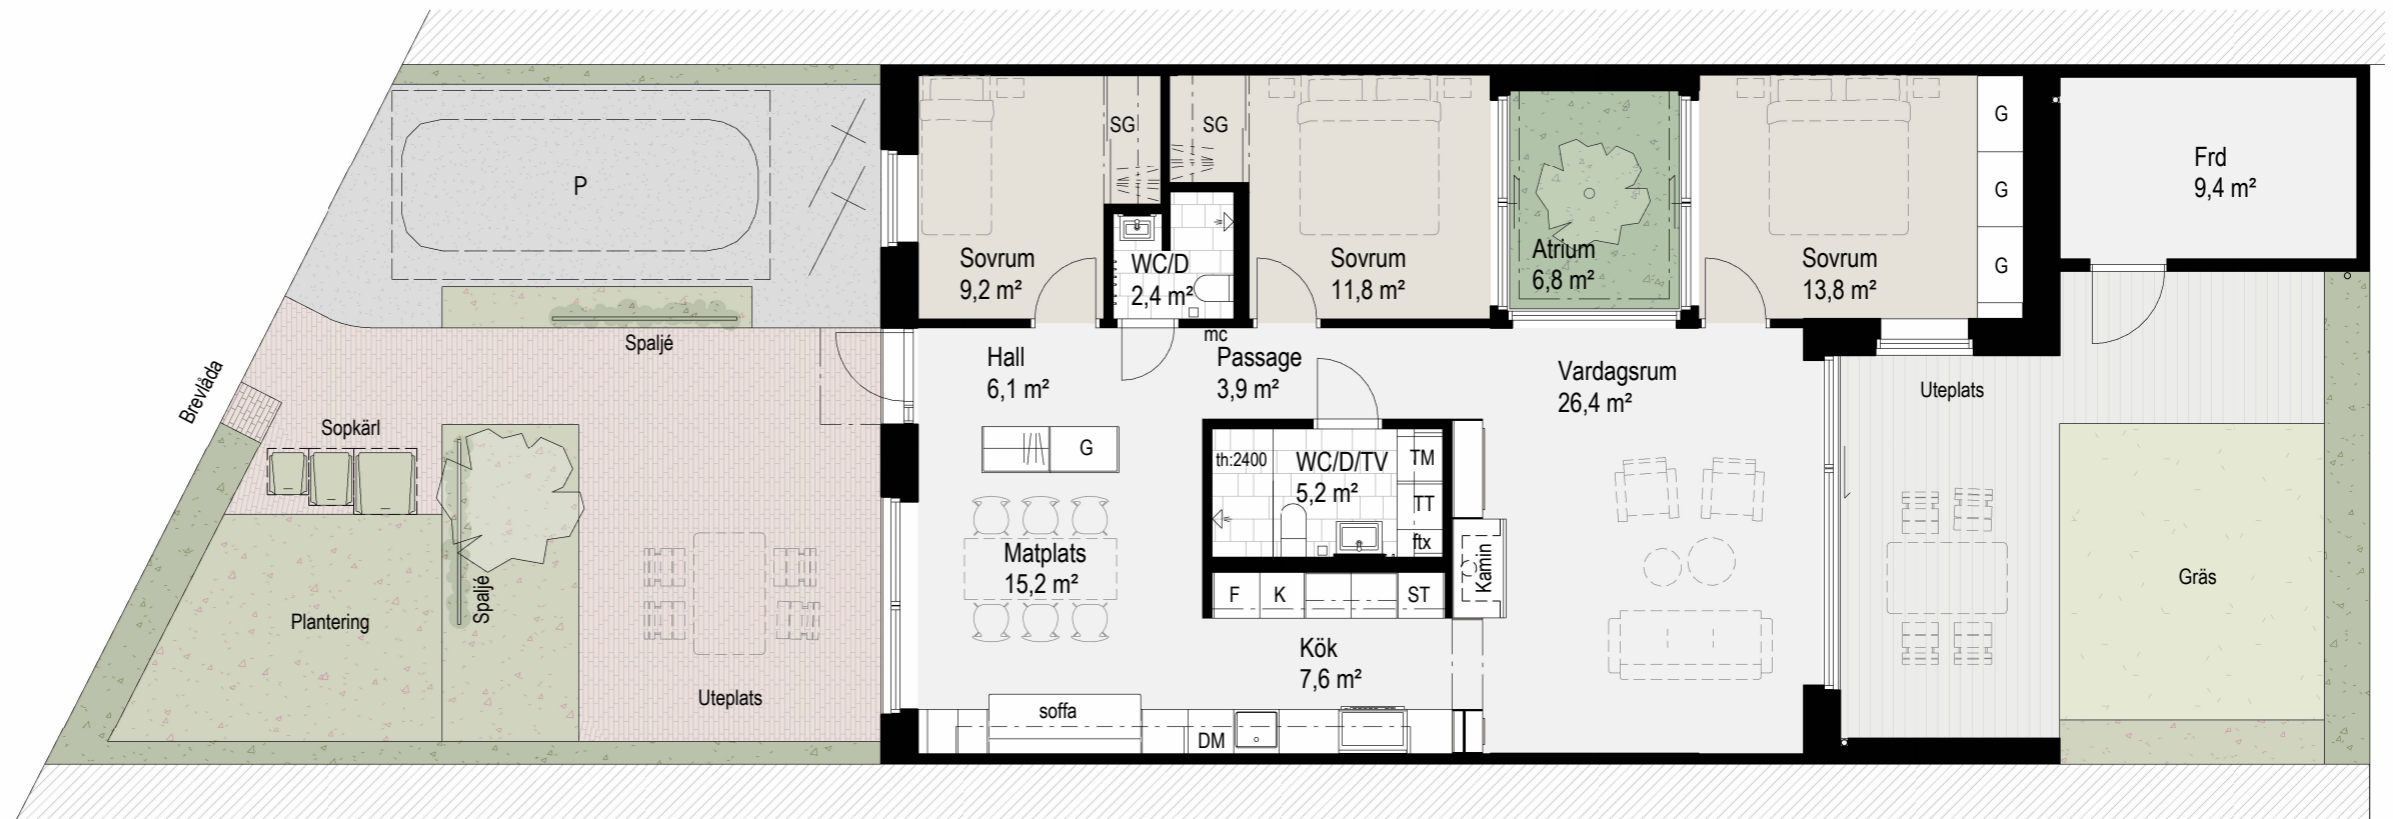 P
Spaljé
Brevlåda
Sopkärl
Spaljé
Plantering
Uteplats
Sovrum
9,2 m²
SG
SG
WC/D
2,4 m²
Sovrum
11,8 m²
Atrium
6,8 m²
Sovrum
13,8 m²
G
G
G
Frd
9,4 m²
Hall
6,1 m²
mc
Passage
3,9 m²
Vardagsrum
26,4 m²
Uteplats
G
th:2400
WC/D/TV
5,2 m²
TM
TT
ftx
Matplats
15,2 m²
Kamin
F
K
ST
Kök
7,6 m²
soffa
DM
Gräs